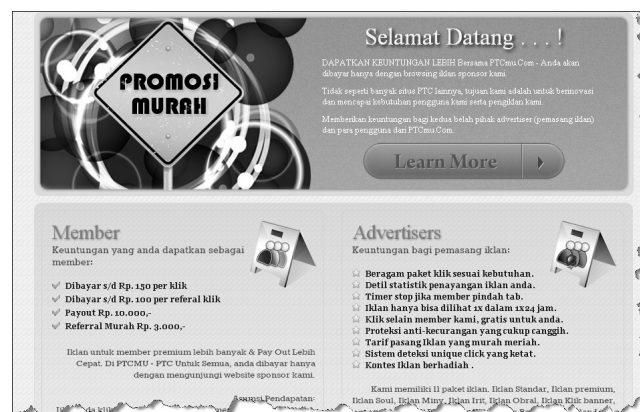 PROMOSI
MURAH
Selamat Datang . . . !
DAPATKAN KEUNTUNGAN LEBIH Bersama PTCmu.Com - Anda akan
dibayar hanya dengan browsing iklan sponsor kami.
Tidak seperti banyak situs PTC lainnya, tujuan kami adalah untuk berinovasi
dan mencapai kebutuhan pengguna kami serta pengiklan kami.
Memberikan keuntungan bagi kedua belah pihak advertiser (pemasang iklan)
dan para pengguna dari PTCmu.Com.
Learn More
Member
Keuntungan yang anda dapatkan sebagai
member:
Dibayar s/d Rp. 150 per klik
Dibayar s/d Rp. 100 per referal klik
Payout Rp. 10.000,-
Referral Murah Rp. 3.000,-
Iklan untuk member premium lebih banyak & Pay Out Lebih
Cepat. Di PTCMU - PTC Untuk Semua, anda dibayar hanya
dengan mengunjungi website sponsor kami.
Asumsi Pendapatan:
Advertisers
Keuntungan bagi pemasang iklan:
Beragam paket klik sesuai kebutuhan.
Detil statistik penayangan iklan anda.
Timer stop jika member pindah tab.
Iklan hanya bisa dilihat 1x dalam 1x24 jam.
Klik selain member kami, gratis untuk anda.
Proteksi anti-kecurangan yang cukup canggih.
Tarif pasang Iklan yang murah meriah.
Sistem deteksi unique click yang ketat.
Kontes Iklan berhadiah .
Kami memiliki 11 paket iklan. Iklan Standar, Iklan premium,
Iklan Soul, Iklan Miny, Iklan Irit, Iklan Obral, Iklan Klik banner,